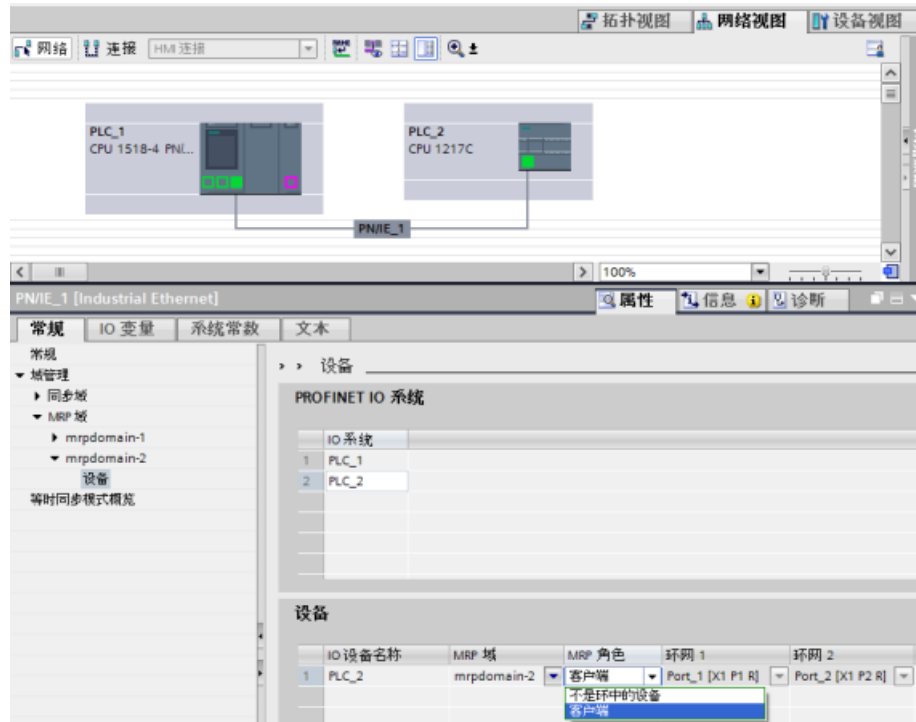 拓扑视图 网络视图 设备视图
网络 连接 HMI 连接
PLC_1
CPU 1518-4 PN/...
PLC_2
CPU 1217C
PN/IE_1
100%
PN/IE_1 [Industrial Ethernet] 属性 信息 诊断
常规 IO 变量 系统常数 文本
常规
域管理
同步域
MRP 域
mrpdomain-1
mrpdomain-2
设备
等时同步模式概览
设备
PROFINET IO 系统
IO 系统
1 PLC_1
2 PLC_2
设备
IO 设备名称 MRP 域 MRP 角色 环网 1 环网 2
1 PLC_2 mrpdomain-2 客户端 Port_1 [X1 P1 R] Port_2 [X1 P2 R]
不是环中的设备
客户端